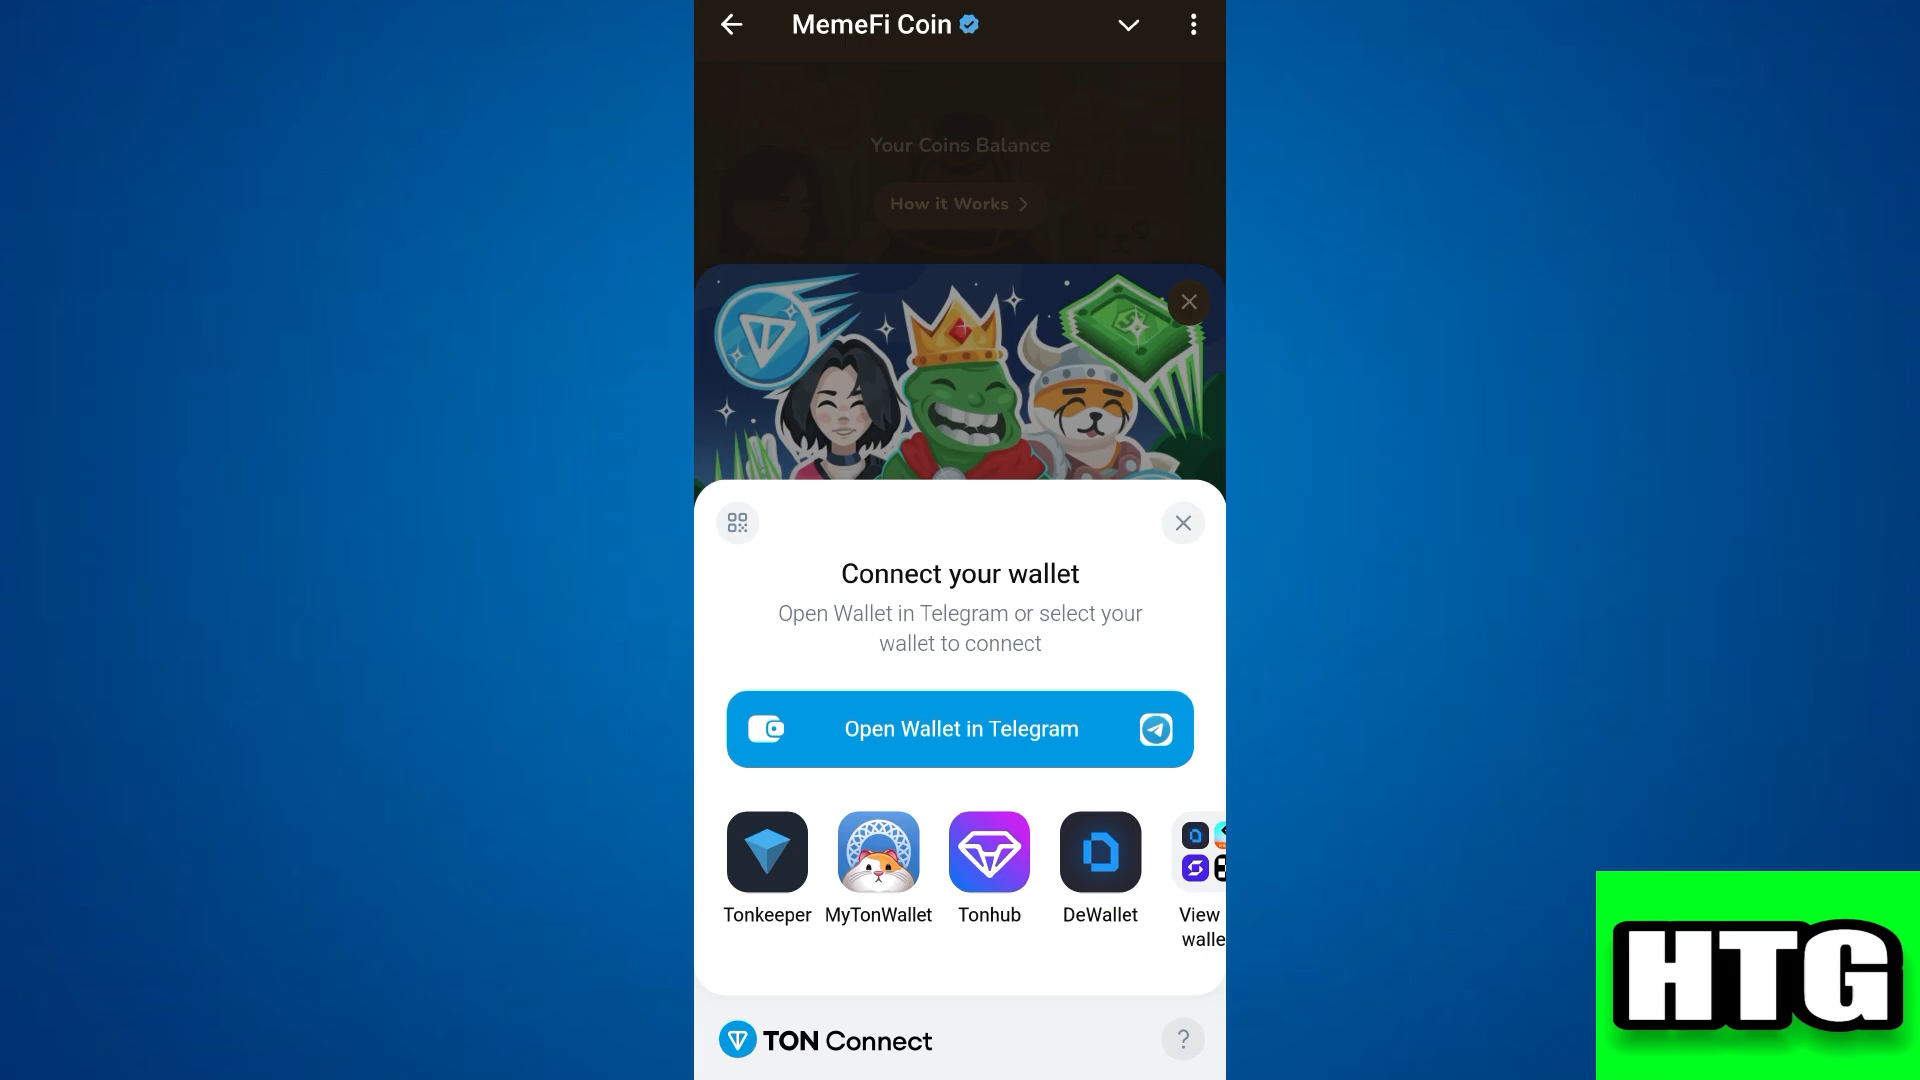 MemeFi Coin
Your Coins Balance
How it Works
Connect your wallet
Open Wallet in Telegram or select your
wallet to connect
Open Wallet in Telegram
Tonkeeper
MyTonWallet
Tonhub
DeWallet
View
walle
TON Connect
?
HTG